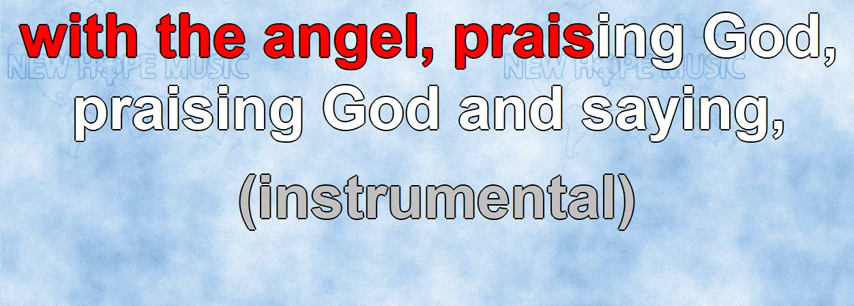 with the angel, praising God,
NEW HOPE MUSIC NEW HOPE MUSIC
praising God and saying,
(instrumental)